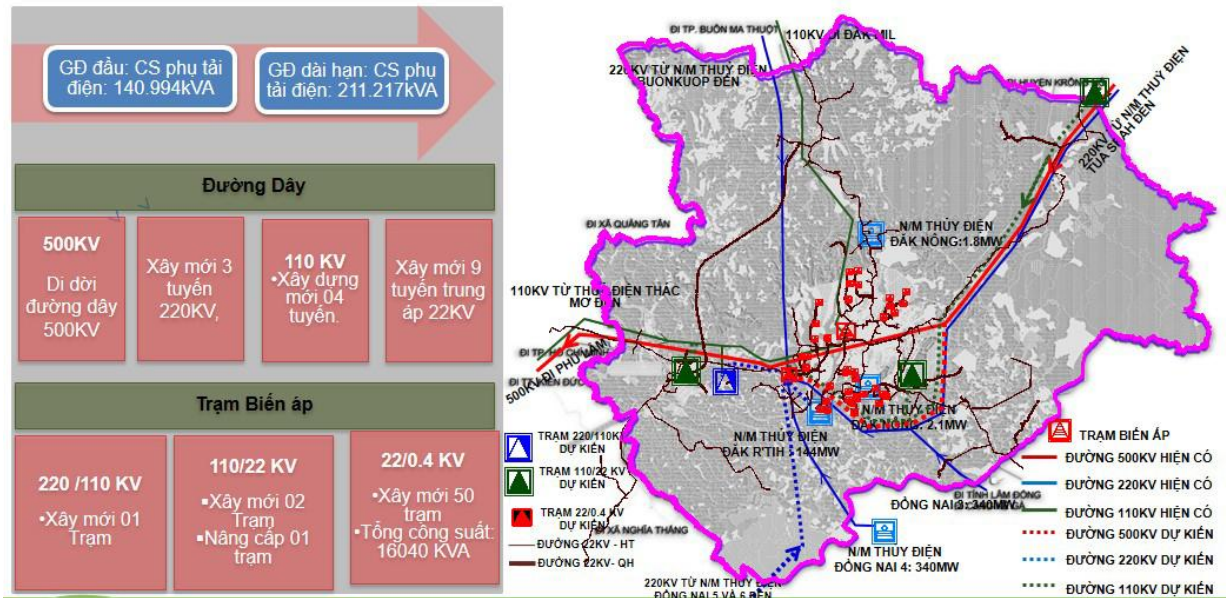 GĐ đầu: CS phụ tải
điện: 140.994kVA
GĐ dài hạn: CS phụ
tải điện: 211.217kVA
Đường Dây
500KV
Di dời
đường dây
500KV
Xây mới 3
tuyến
220KV,
110 KV
•Xây dựng
mới 04
tuyến.
Xây mới 9
tuyến trung
áp 22KV
Trạm Biến áp
220 /110 KV
•Xây mới 01
Trạm
110/22 KV
▪Xây mới 02
Trạm
▪Nâng cấp 01
trạm
22/0.4 KV
•Xây mới 50
trạm
•Tổng công suất:
16040 KVA
ĐI TP. BUÔN MA THUỘT
110KV ĐI ĐĂK MIL
220KV TỪ N/M THUỶ ĐIỆN
BUONKUOP ĐẾN
ĐI HUYỆN KRÔNG
220KV TỪ N/M THUỶ ĐIỆN
ĐI XÃ QUẢNG TÂN
N/M THỦY ĐIỆN
ĐĂK NÔNG:1.8MW
110KV TỪ THUỶ ĐIỆN THÁC
MƠ ĐẾN
ĐI TP. HỒ CHÍ MINH
500KV ĐI PHÚ LÂM
N/M THỦY ĐIỆN
ĐĂK NÔNG: 2.1MW
N/M THỦY ĐIỆN
ĐĂK R'TIH : 144MW
ĐI TỈNH LÂM ĐỒNG
ĐỒNG NAI 3: 340MW
ĐI XÃ NGHĨA THẮNG
N/M THỦY ĐIỆN
ĐỒNG NAI 4: 340MW
220KV TỪ N/M THUỶ ĐIỆN
ĐỒNG NAI 5 VÀ 6 ĐẾN
TRẠM 220/110KV
DỰ KIẾN
TRẠM 110/22 KV
DỰ KIẾN
TRẠM 22/0.4 KV
DỰ KIẾN
ĐƯỜNG 22KV - HT
ĐƯỜNG 22KV- QH
TRẠM BIẾN ÁP
ĐƯỜNG 500KV HIỆN CÓ
ĐƯỜNG 220KV HIỆN CÓ
ĐƯỜNG 110KV HIỆN CÓ
ĐƯỜNG 500KV DỰ KIẾN
ĐƯỜNG 220KV DỰ KIẾN
ĐƯỜNG 110KV DỰ KIẾN